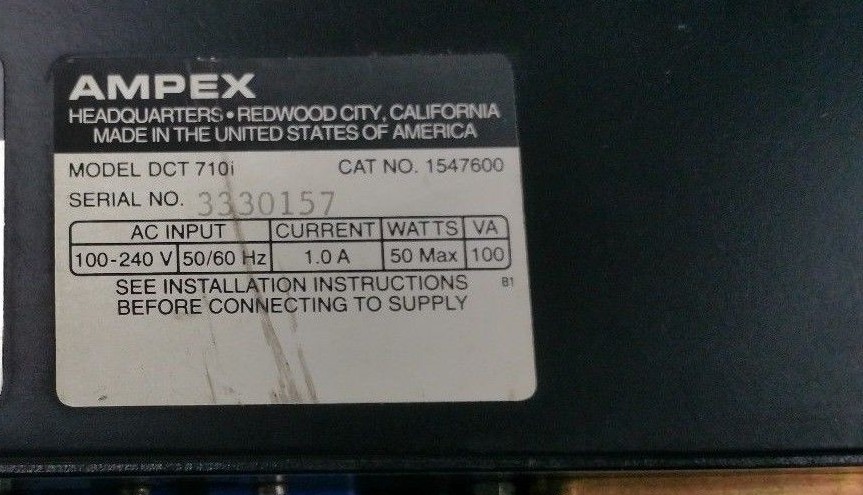 AMPEX
HEADQUARTERS • REDWOOD CITY, CALIFORNIA
MADE IN THE UNITED STATES OF AMERICA
MODEL DCT 710i CAT NO. 1547600
SERIAL NO. 3330157
AC INPUT CURRENT WATTS VA
100-240 V 50/60 Hz 1.0 A 50 Max 100
SEE INSTALLATION INSTRUCTIONS B1
BEFORE CONNECTING TO SUPPLY